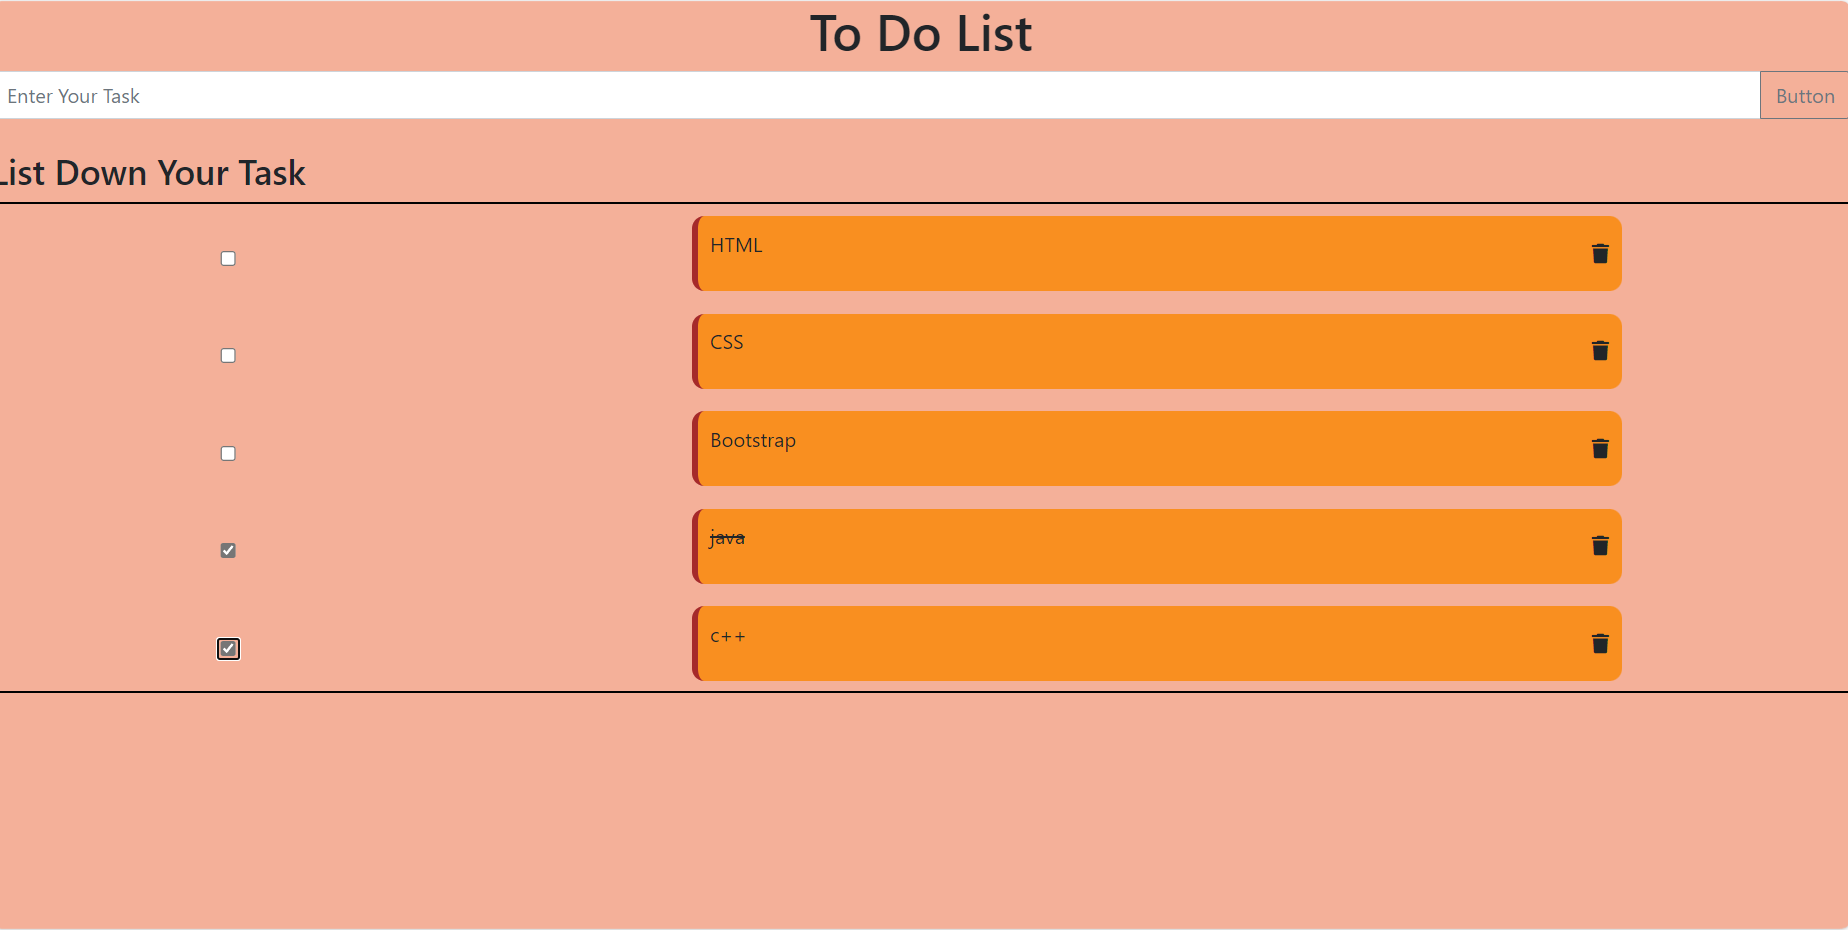 To Do List
Enter Your Task
Button
List Down Your Task
HTML
CSS
Bootstrap
java
c++